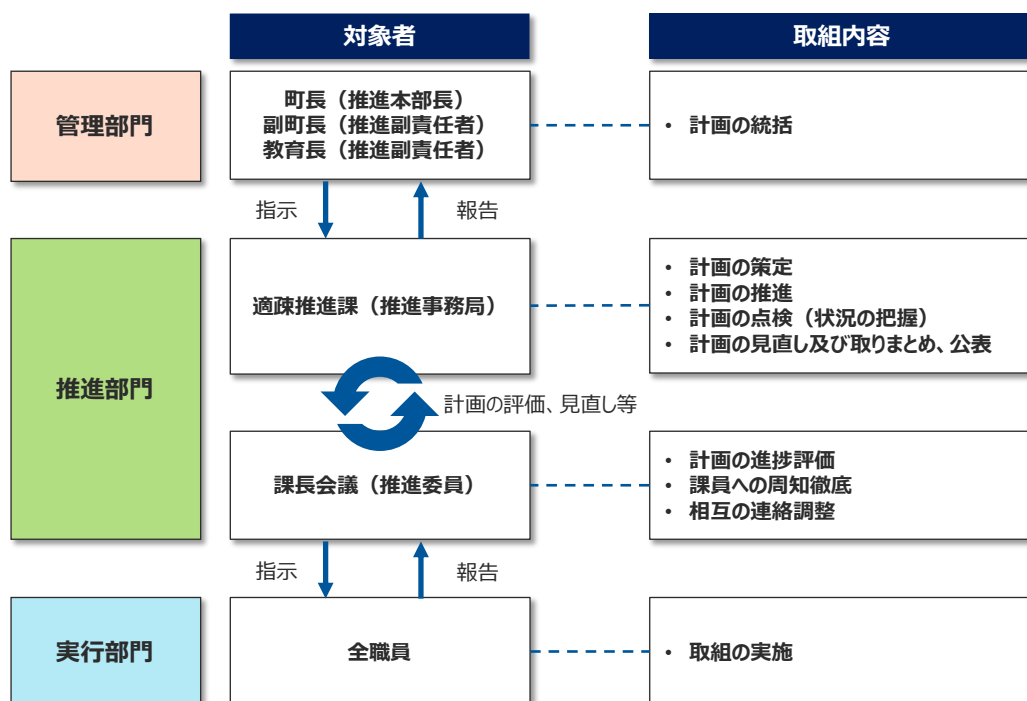 対象者
取組内容
管理部門
町長（推進本部長）
副町長（推進副責任者）
教育長（推進副責任者）
・ 計画の統括
指示
報告
推進部門
適疎推進課（推進事務局）
・ 計画の策定
・ 計画の推進
・ 計画の点検（状況の把握）
・ 計画の見直し及び取りまとめ、公表
計画の評価、見直し等
課長会議（推進委員）
・ 計画の進捗評価
・ 課員への周知徹底
・ 相互の連絡調整
指示
報告
実行部門
全職員
・ 取組の実施